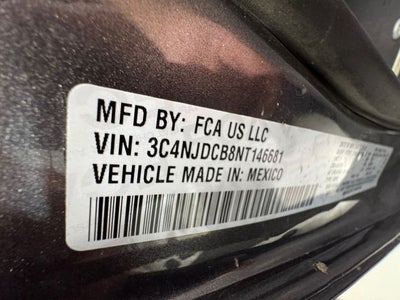 MFD BY: FCA US LLC
VIN: 3C4NJDCB8NT146681
VEHICLE MADE IN: MEXICO